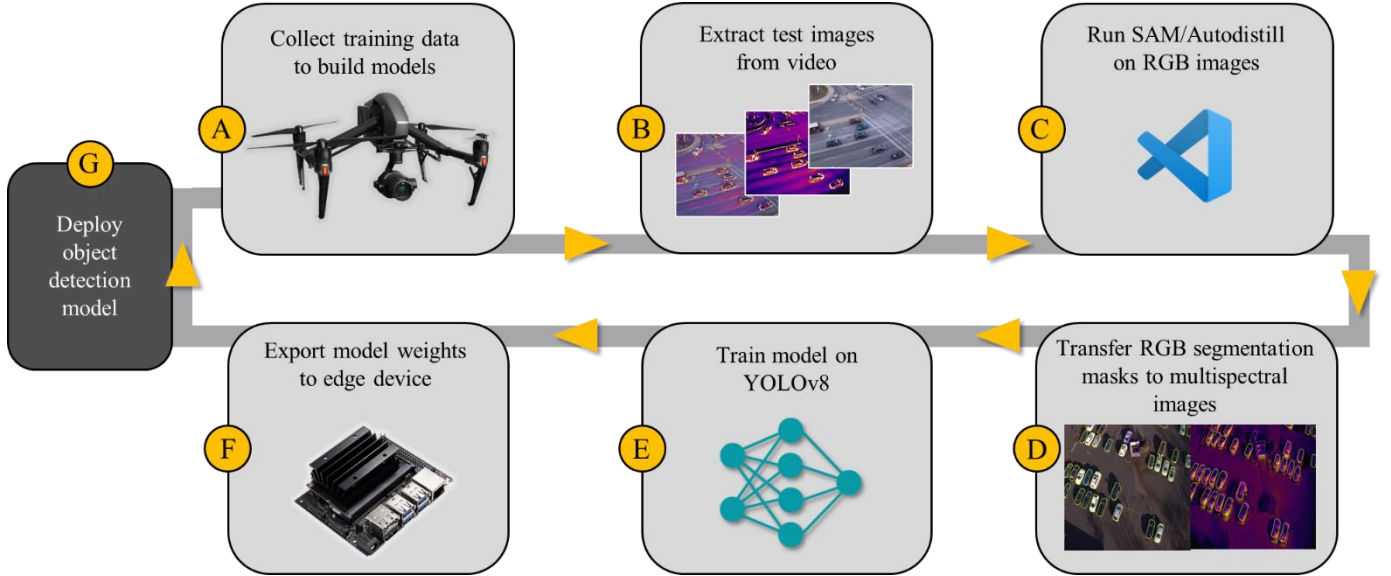 A
Collect training data
to build models
B
Extract test images
from video
C
Run SAM/Autodistill
on RGB images
D
Transfer RGB segmentation
masks to multispectral
images
E
Train model on
YOLOv8
F
Export model weights
to edge device
G
Deploy
object
detection
model